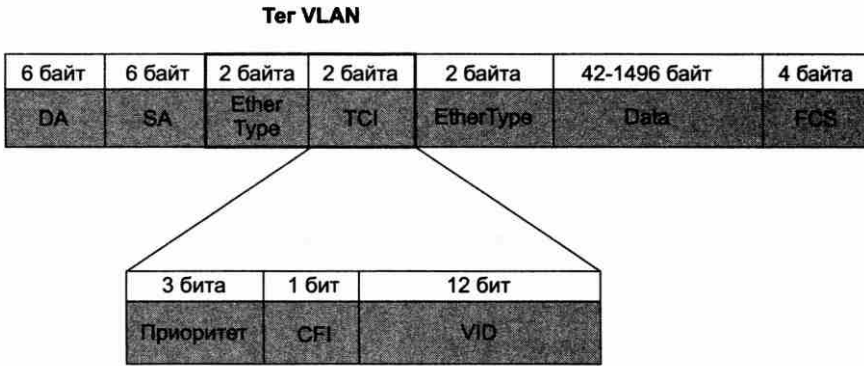 Тег VLAN
6 байт 6 байт 2 байта 2 байта 2 байта 42-1496 байт 4 байта
DA SA Ether Type TCI EtherType Data FCS
3 бита 1 бит 12 бит
Приоритет CFI VID